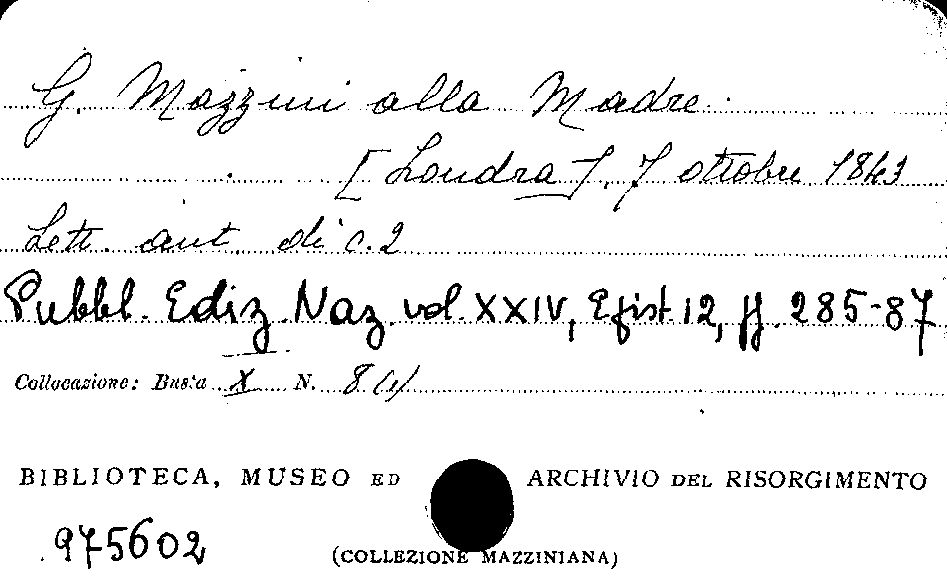 G. Mazzini alla Madre
[Londra], 7 ottobre 1843
Lett. aut. di c. 2
Pubbl. Ediz. Naz. vol. XXIV, Epist. 12, pp. 285-87
Collocazione: Busta X N. 8 (1)
BIBLIOTECA, MUSEO ED ARCHIVIO DEL RISORGIMENTO
975602
(COLLEZIONE MAZZINIANA)